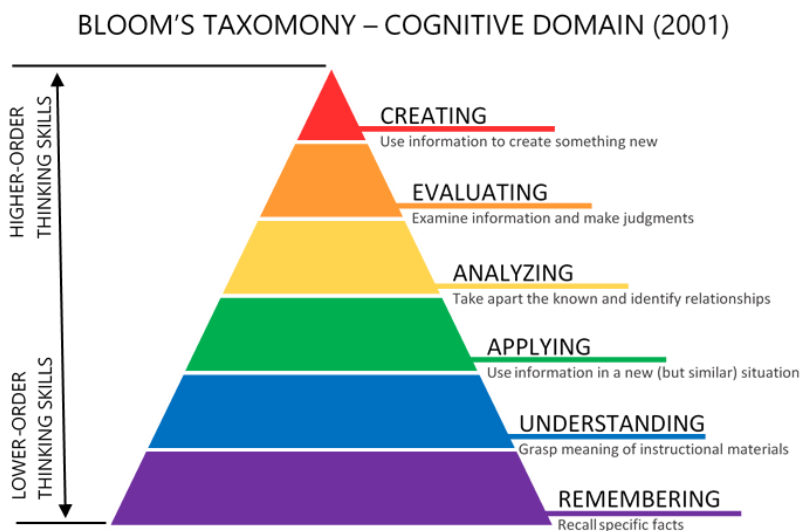 BLOOM'S TAXOMONY – COGNITIVE DOMAIN (2001)
HIGHER-ORDER
THINKING SKILLS
LOWER-ORDER
THINKING SKILLS
CREATING
Use information to create something new
EVALUATING
Examine information and make judgments
ANALYZING
Take apart the known and identify relationships
APPLYING
Use information in a new (but similar) situation
UNDERSTANDING
Grasp meaning of instructional materials
REMEMBERING
Recall specific facts